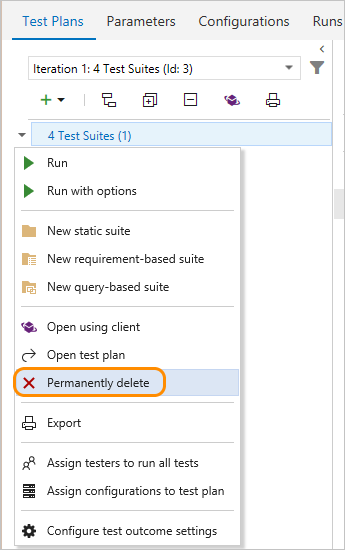 Test Plans Parameters Configurations Runs
Iteration 1: 4 Test Suites (Id: 3)
4 Test Suites (1)
Run
Run with options
New static suite
New requirement-based suite
New query-based suite
Open using client
Open test plan
Permanently delete
Export
Assign testers to run all tests
Assign configurations to test plan
Configure test outcome settings